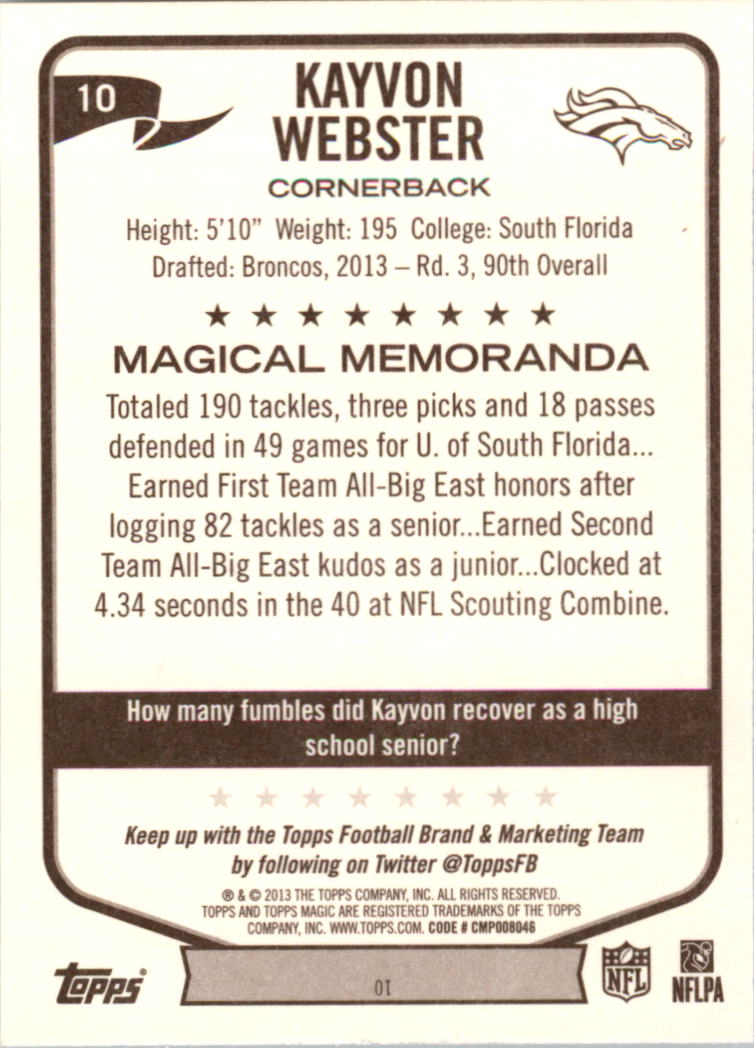 10
KAYVON
WEBSTER
CORNERBACK
Height: 5'10" Weight: 195 College: South Florida
Drafted: Broncos, 2013 – Rd. 3, 90th Overall
MAGICAL MEMORANDA
Totaled 190 tackles, three picks and 18 passes
defended in 49 games for U. of South Florida...
Earned First Team All-Big East honors after
logging 82 tackles as a senior...Earned Second
Team All-Big East kudos as a junior...Clocked at
4.34 seconds in the 40 at NFL Scouting Combine.
How many fumbles did Kayvon recover as a high
school senior?
Keep up with the Topps Football Brand & Marketing Team
by following on Twitter @ToppsFB
® & © 2013 THE TOPPS COMPANY, INC. ALL RIGHTS RESERVED.
TOPPS AND TOPPS MAGIC ARE REGISTERED TRADEMARKS OF THE TOPPS
COMPANY, INC. WWW.TOPPS.COM. CODE # CMP008046
Topps®
10
NFL
NFLPA